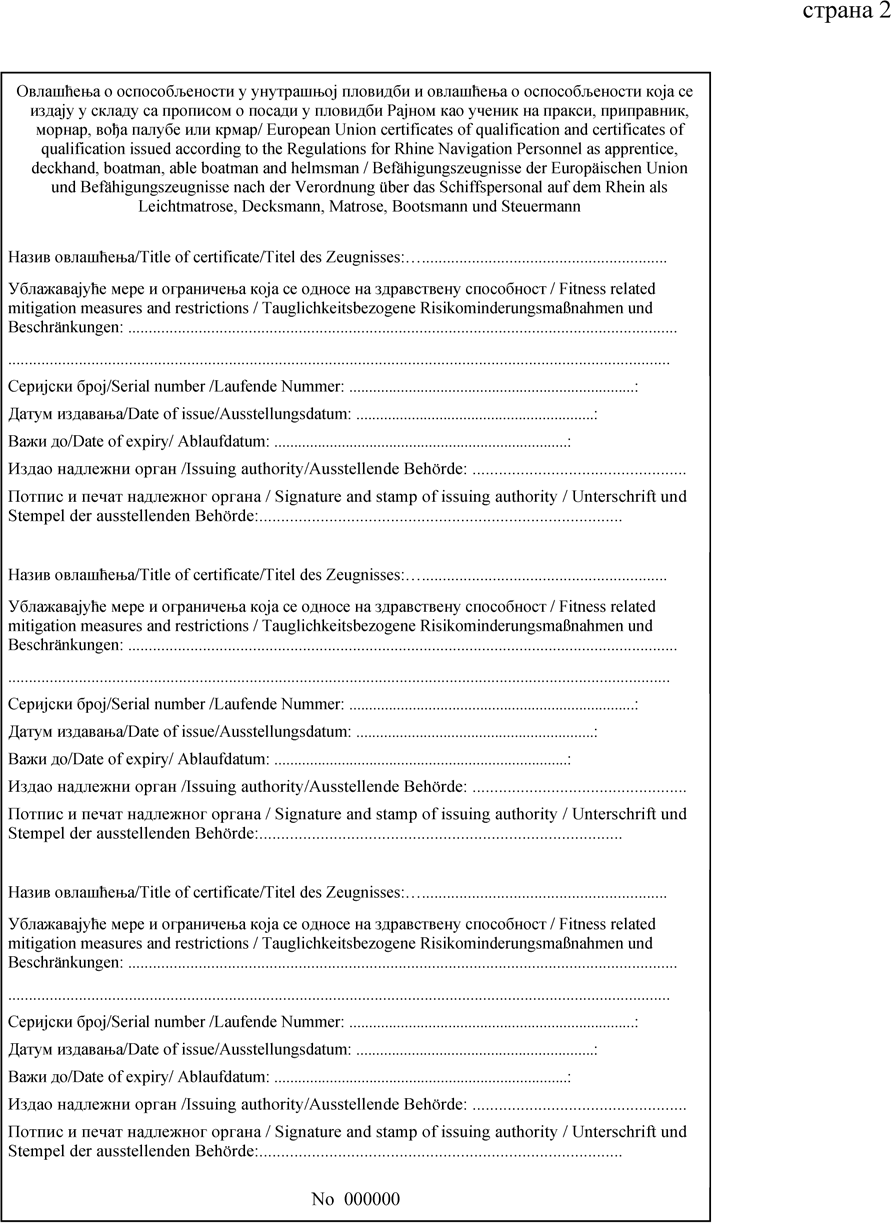 страна 2
Овлашћења о оспособљености у унутрашњој пловидби и овлашћења о оспособљености која се
издају у складу са прописом о посади у пловидби Рајном као ученик на пракси, приправник,
морнар, вођа палубе или крмар/ European Union certificates of qualification and certificates of
qualification issued according to the Regulations for Rhine Navigation Personnel as apprentice,
deckhand, boatman, able boatman and helmsman / Befähigungszeugnisse der Europäischen Union
und Befähigungszeugnisse nach der Verordnung über das Schiffspersonal auf dem Rhein als
Leichtmatrose, Decksmann, Matrose, Bootsmann und Steuermann
Назив овлашћења/Title of certificate/Titel des Zeugnisses:…...........................................................
Ублажавајуће мере и ограничења која се односе на здравствену способност / Fitness related
mitigation measures and restrictions / Tauglichkeitsbezogene Risikominderungsmaßnahmen und
Beschränkungen: ....................................................................................................................................
................................................................................................................................................................
Серијски број/Serial number /Laufende Nummer: .....................................................................:
Датум издавања/Date of issue/Ausstellungsdatum: .........................................................:
Важи до/Date of expiry/ Ablaufdatum: ......................................................................:
Издао надлежни орган /Issuing authority/Ausstellende Behörde: .................................................
Потпис и печат надлежног органа / Signature and stamp of issuing authority / Unterschrift und
Stempel der ausstellenden Behörde:...................................................................................
Назив овлашћења/Title of certificate/Titel des Zeugnisses:…...........................................................
Ублажавајуће мере и ограничења која се односе на здравствену способност / Fitness related
mitigation measures and restrictions / Tauglichkeitsbezogene Risikominderungsmaßnahmen und
Beschränkungen: ....................................................................................................................................
................................................................................................................................................................
Серијски број/Serial number /Laufende Nummer: .....................................................................:
Датум издавања/Date of issue/Ausstellungsdatum: .........................................................:
Важи до/Date of expiry/ Ablaufdatum: ......................................................................:
Издао надлежни орган /Issuing authority/Ausstellende Behörde: .................................................
Потпис и печат надлежног органа / Signature and stamp of issuing authority / Unterschrift und
Stempel der ausstellenden Behörde:...................................................................................
Назив овлашћења/Title of certificate/Titel des Zeugnisses:…...........................................................
Ублажавајуће мере и ограничења која се односе на здравствену способност / Fitness related
mitigation measures and restrictions / Tauglichkeitsbezogene Risikominderungsmaßnahmen und
Beschränkungen: ....................................................................................................................................
................................................................................................................................................................
Серијски број/Serial number /Laufende Nummer: .....................................................................:
Датум издавања/Date of issue/Ausstellungsdatum: .........................................................:
Важи до/Date of expiry/ Ablaufdatum: ......................................................................:
Издао надлежни орган /Issuing authority/Ausstellende Behörde: .................................................
Потпис и печат надлежног органа / Signature and stamp of issuing authority / Unterschrift und
Stempel der ausstellenden Behörde:...................................................................................
No 000000